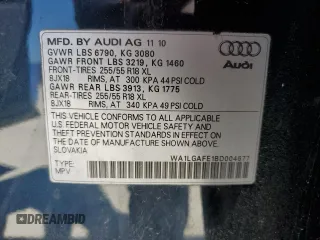 MFD. BY AUDI AG 11 10
GVWR LBS 6790, KG 3080
GAWR FRONT LBS 3219, KG 1460
FRONT-TIRES 255/55 R18 XL
8JX18 RIMS, AT 300 KPA 44 PSI COLD
GAWR REAR LBS 3913, KG 1775
REAR-TIRES 255/55 R18 XL
8JX18 RIMS, AT 340 KPA 49 PSI COLD
Audi
THIS VEHICLE CONFORMS TO ALL APPLICABLE
U.S. FEDERAL MOTOR VEHICLE SAFETY STANDARDS
IN EFFECT ON THE DATE OF MANUFACTURE
SHOWN ABOVE.
SLOVAKIA
TYPE: WA1LGAFE1BD004677
MPV
DREAMBID